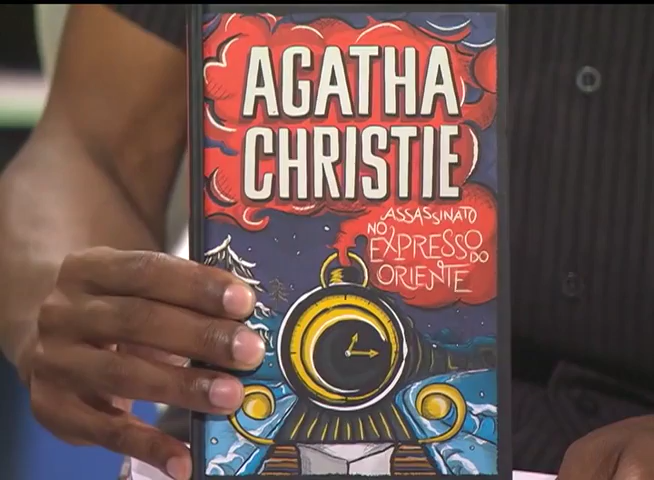 AGATHA
CHRISTIE
ASSASSINATO
NO
EXPRESSO
DO
ORIENTE